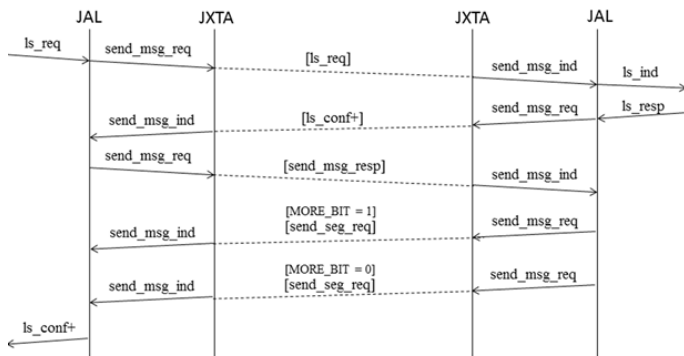 JAL JXTA JXTA JAL
ls_req send_msg_req [ls_req] send_msg_ind ls_ind
send_msg_ind [ls_conf+] send_msg_req ls_resp
send_msg_req [send_msg_resp] send_msg_ind
[MORE_BIT = 1]
send_msg_ind [send_seg_req] send_msg_req
[MORE_BIT = 0]
send_msg_ind [send_seg_req] send_msg_req
ls_conf+